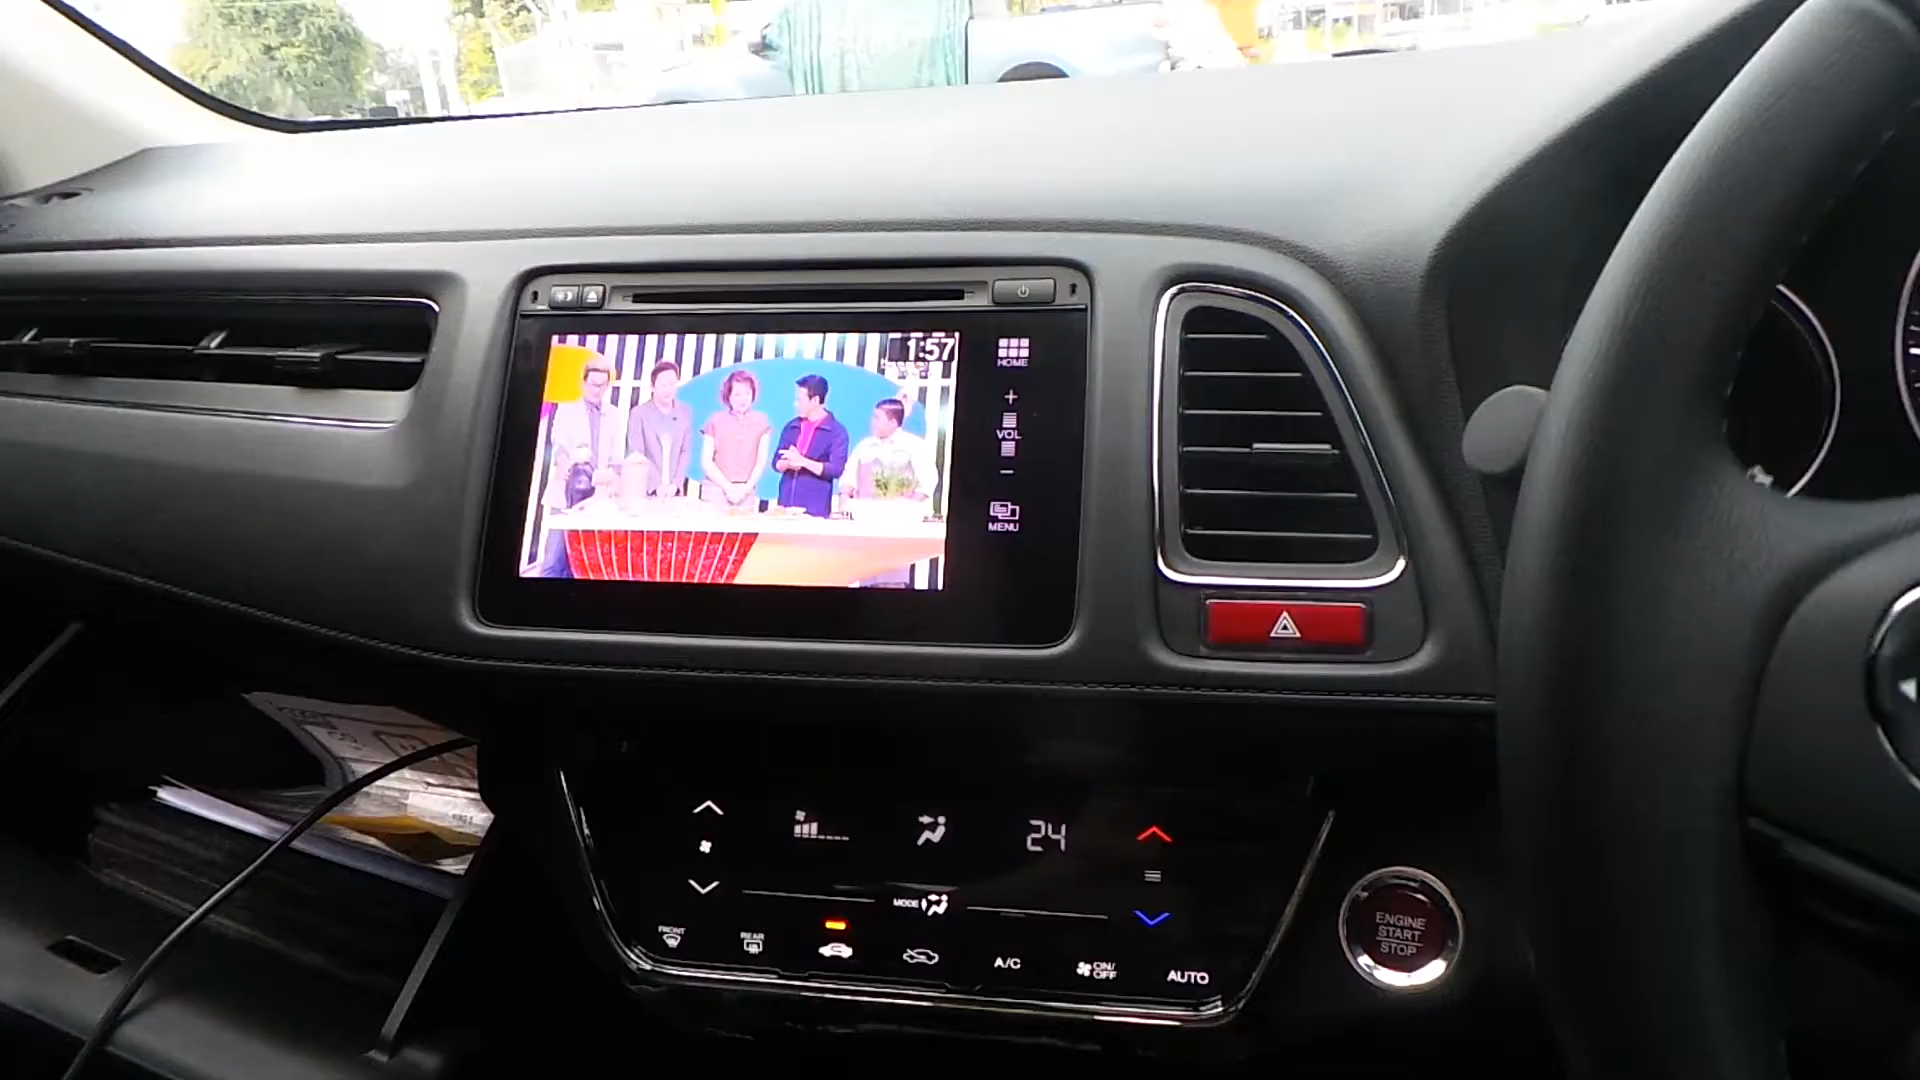 1:57
HOME
+
VOL
−
MENU
24
MODE
FRONT
REAR
A/C
ON/
OFF
AUTO
ENGINE
START
STOP